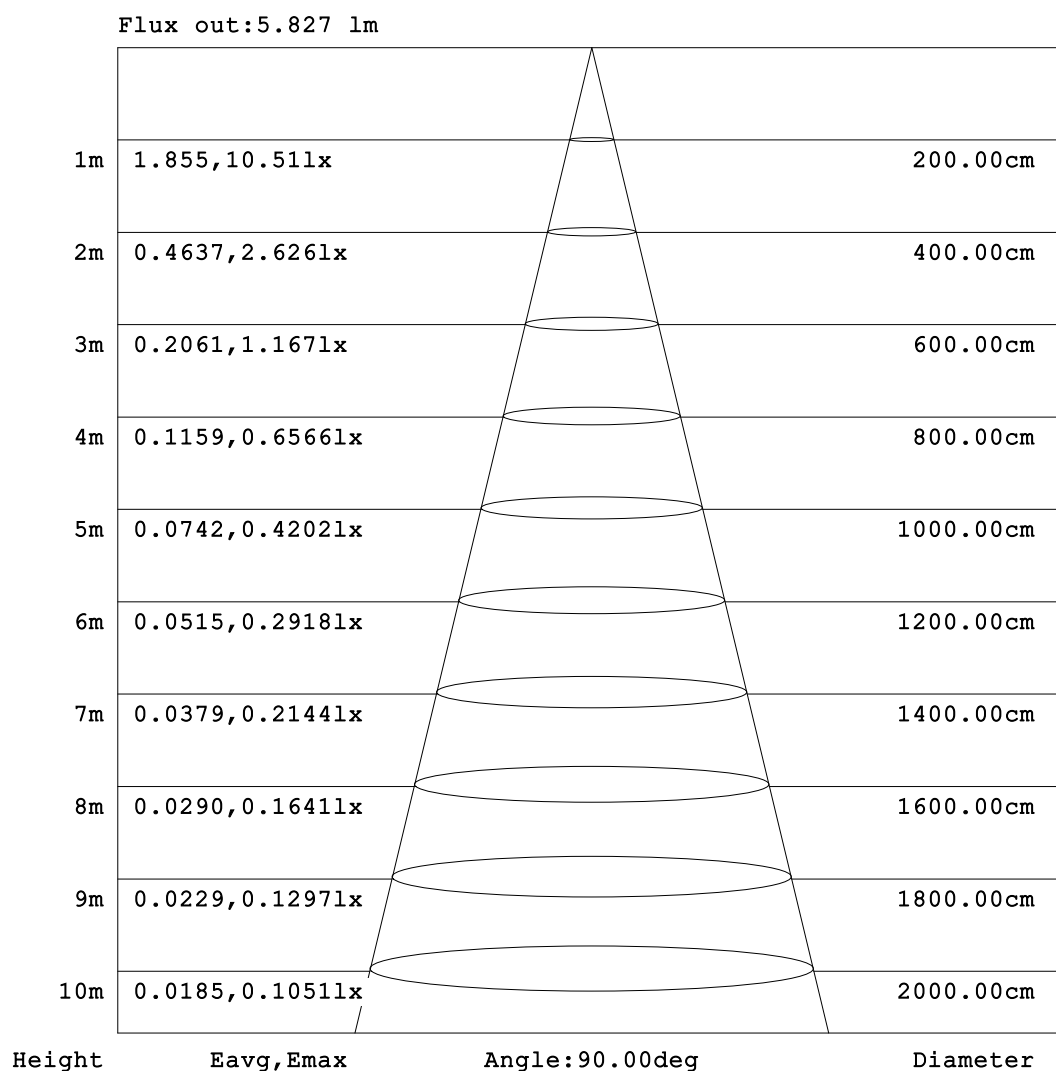 Flux out:5.827 lm
1m 1.855,10.51lx 200.00cm
2m 0.4637,2.626lx 400.00cm
3m 0.2061,1.167lx 600.00cm
4m 0.1159,0.6566lx 800.00cm
5m 0.0742,0.4202lx 1000.00cm
6m 0.0515,0.2918lx 1200.00cm
7m 0.0379,0.2144lx 1400.00cm
8m 0.0290,0.1641lx 1600.00cm
9m 0.0229,0.1297lx 1800.00cm
10m 0.0185,0.1051lx 2000.00cm
Height Eavg,Emax Angle:90.00deg Diameter